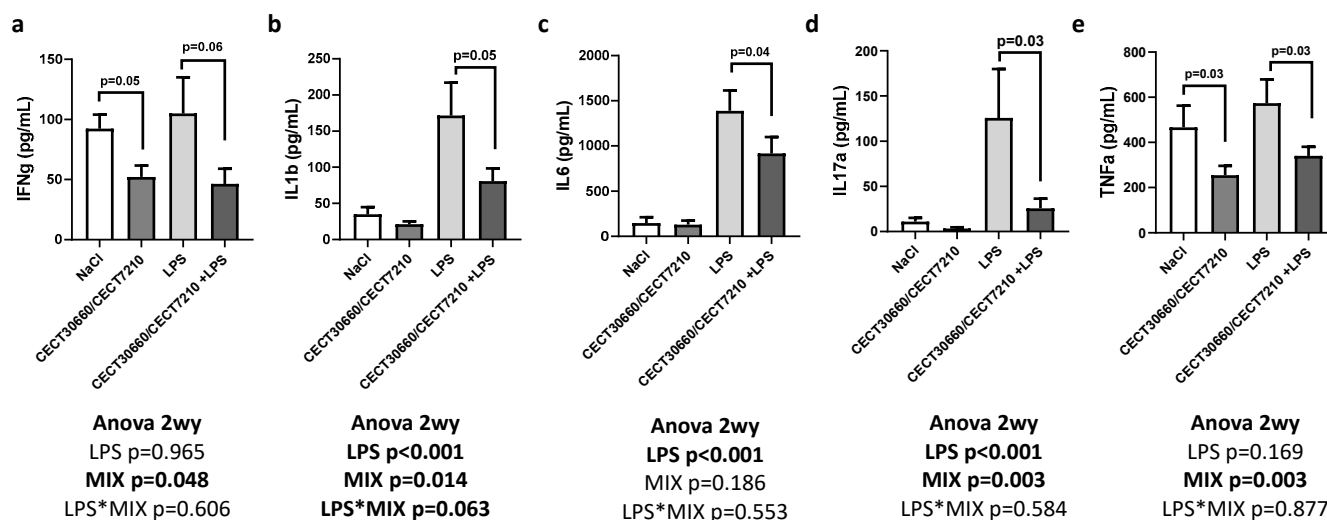 a
p=0.06
p=0.05
IFNg (pg/mL)
150
100
50
0
NaCl
CECT30660/CECT7210
LPS
CECT30660/CECT7210 +LPS
Anova 2wy
LPS p=0.965
MIX p=0.048
LPS*MIX p=0.606
b
p=0.05
IL1b (pg/mL)
250
200
150
100
50
0
NaCl
CECT30660/CECT7210
LPS
CECT30660/CECT7210 +LPS
Anova 2wy
LPS p<0.001
MIX p=0.014
LPS*MIX p=0.063
c
p=0.04
IL6 (pg/mL)
2000
1500
1000
500
0
NaCl
CECT30660/CECT7210
LPS
CECT30660/CECT7210 +LPS
Anova 2wy
LPS p<0.001
MIX p=0.186
LPS*MIX p=0.553
d
p=0.03
IL17a (pg/mL)
200
150
100
50
0
NaCl
CECT30660/CECT7210
LPS
CECT30660/CECT7210 +LPS
Anova 2wy
LPS p<0.001
MIX p=0.003
LPS*MIX p=0.584
e
p=0.03
p=0.03
TNFa (pg/mL)
800
600
400
200
0
NaCl
CECT30660/CECT7210
LPS
CECT30660/CECT7210 +LPS
Anova 2wy
LPS p=0.169
MIX p=0.003
LPS*MIX p=0.877